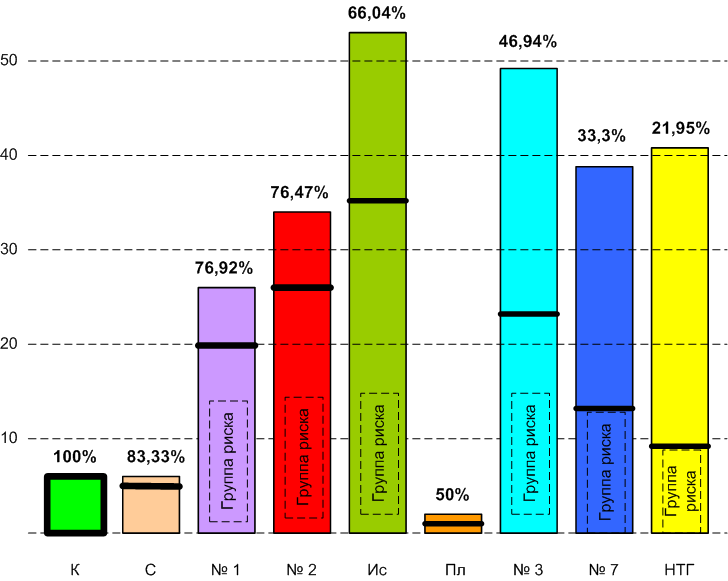 66,04%
50
46,94%
33,3%
21,95%
40
76,47%
30
76,92%
20
10
100%
83,33%
50%
Группа риска
Группа риска
Группа риска
Группа риска
Группа риска
Группа
риска
К С № 1 № 2 Ис Пл № 3 № 7 НТГ